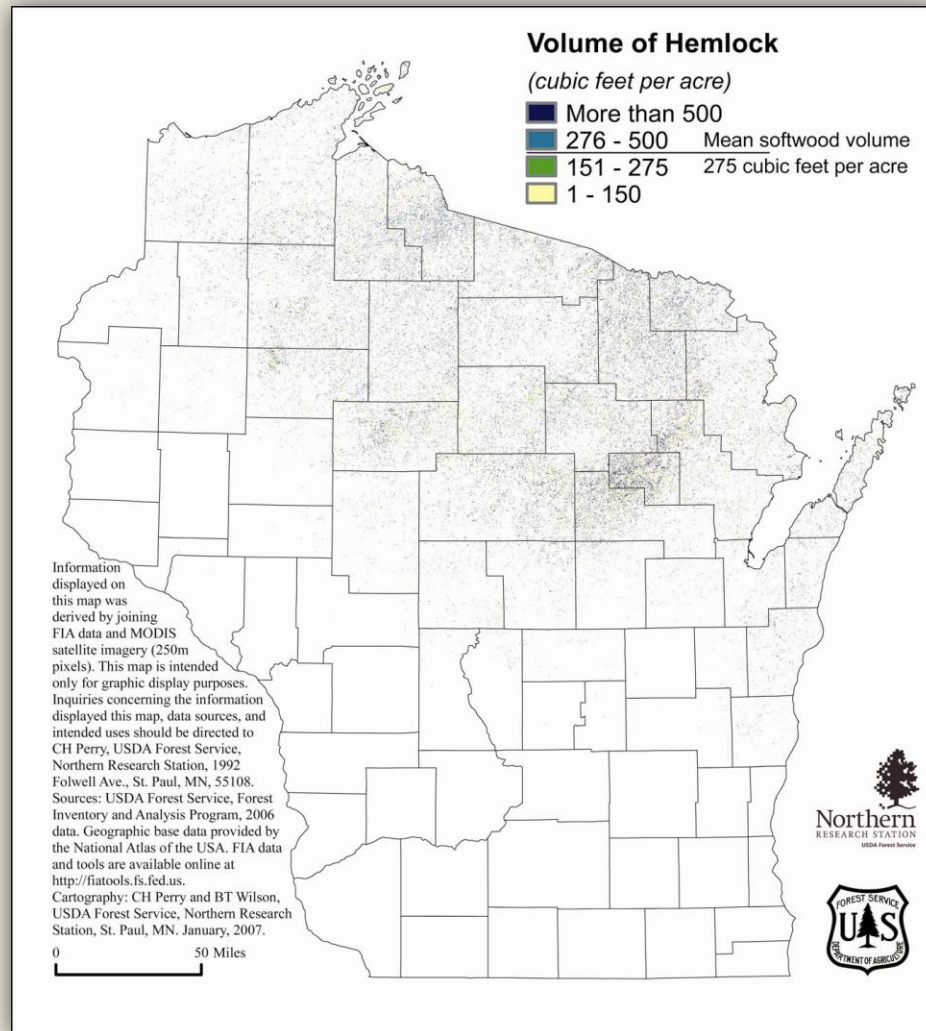 Volume of Hemlock
(cubic feet per acre)
More than 500
276 - 500 Mean softwood volume
151 - 275 275 cubic feet per acre
1 - 150
Information
displayed on
this map was
derived by joining
FIA data and MODIS
satellite imagery (250m
pixels). This map is intended
only for graphic display purposes.
Inquiries concerning the information
displayed this map, data sources, and
intended uses should be directed to
CH Perry, USDA Forest Service,
Northern Research Station, 1992
Folwell Ave., St. Paul, MN, 55108.
Sources: USDA Forest Service, Forest
Inventory and Analysis Program, 2006
data. Geographic base data provided by
the National Atlas of the USA. FIA data
and tools are available online at
http://fiatools.fs.fed.us.
Cartography: CH Perry and BT Wilson,
USDA Forest Service, Northern Research
Station, St. Paul, MN. January, 2007.
0 50 Miles
Northern
RESEARCH STATION
USDA Forest Service
FOREST SERVICE
U S
DEPARTMENT OF AGRICULTURE